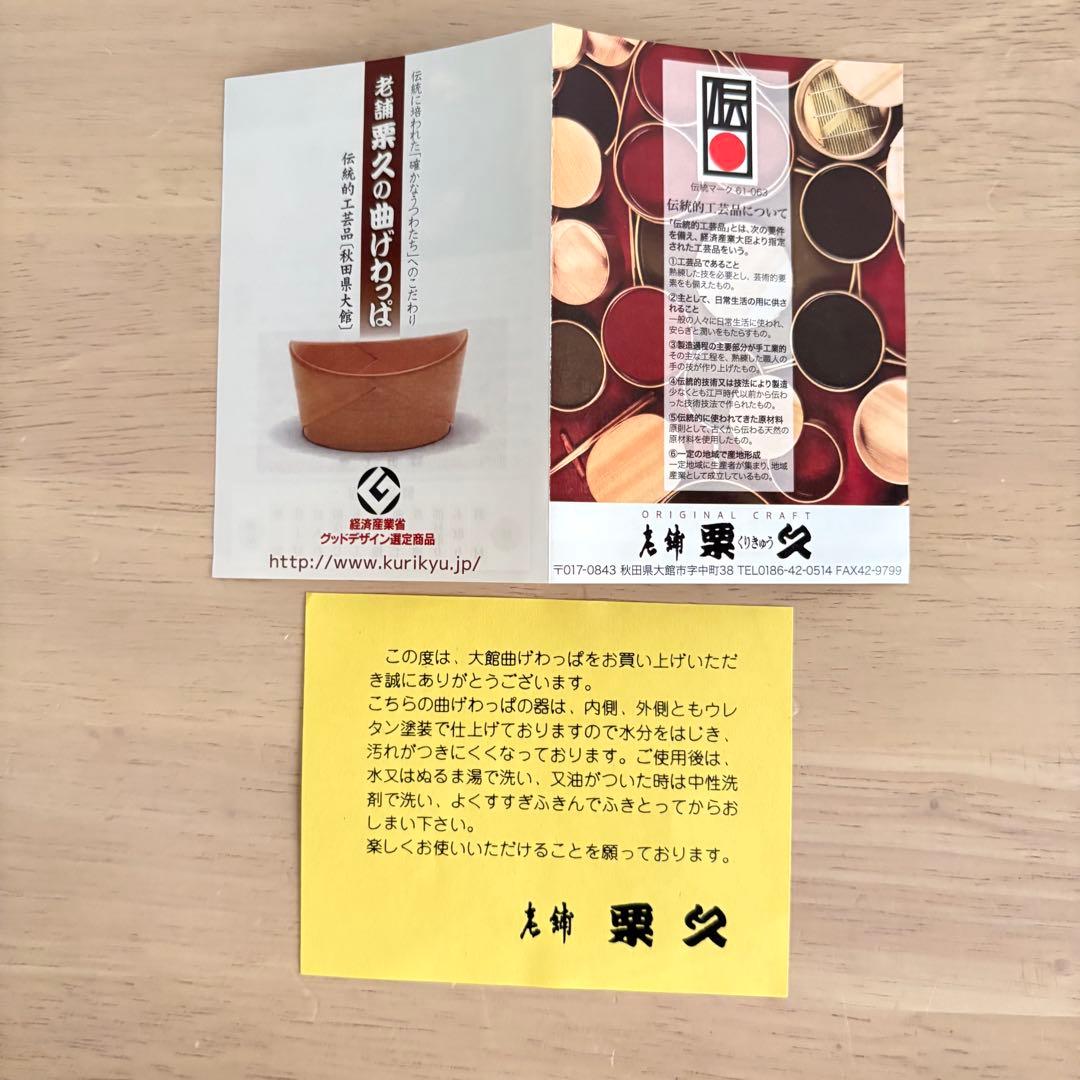 伝統に培われた「確かなうつわたち」へのこだわり
老舗 栗久の曲げわっぱ
伝統的工芸品〔秋田県大館〕
経済産業省
グッドデザイン選定商品
http://www.kurikyu.jp/
伝
伝統マーク 61-063
伝統的工芸品について
「伝統的工芸品」とは、次の要件
を備え、経済産業大臣より指定
された工芸品をいう。
①工芸品であること
熟練した技を必要とし、芸術的要
素をも備えたもの。
②主として、日常生活の用に供さ
れること
一般の人々に日常生活に使われ、
安らぎと潤いをもたらすもの。
③製造過程の主要部分が手工業的
その主な工程を、熟練した職人の
手の技が作り上げたもの。
④伝統的技術又は技法により製造
少なくとも江戸時代以前から伝わ
った技術技法で作られたもの。
⑤伝統的に使われてきた原材料
原則として、古くから伝わる天然の
原材料を使用したもの。
⑥一定の地域で産地形成
一定地域に生産者が集まり、地域
産業として成立しているもの。
ORIGINAL CRAFT
老舗 栗久 くりきゅう
〒017-0843 秋田県大館市字中町38 TEL0186-42-0514 FAX42-9799
この度は、大館曲げわっぱをお買い上げいただ
き誠にありがとうございます。
こちらの曲げわっぱの器は、内側、外側ともウレ
タン塗装で仕上げておりますので水分をはじき、
汚れがつきにくくなっております。ご使用後は、
水又はぬるま湯で洗い、又油がついた時は中性洗
剤で洗い、よくすすぎふきんでふきとってからお
しまい下さい。
楽しくお使いいただけることを願っております。
老舗 栗久